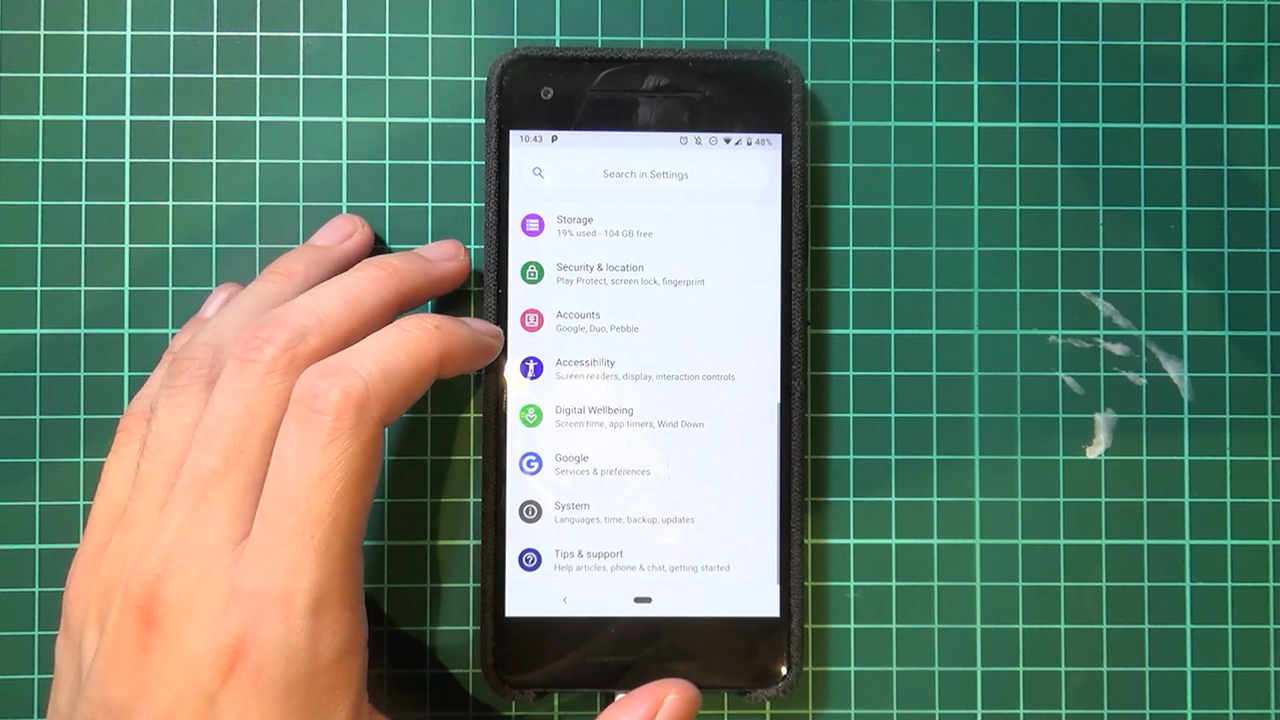 10:43 48%
Search in Settings
Storage
19% used - 104 GB free
Security & location
Play Protect, screen lock, fingerprint
Accounts
Google, Duo, Pebble
Accessibility
Screen readers, display, interaction controls
Digital Wellbeing
Screen time, app timers, Wind Down
Google
Services & preferences
System
Languages, time, backup, updates
Tips & support
Help articles, phone & chat, getting started